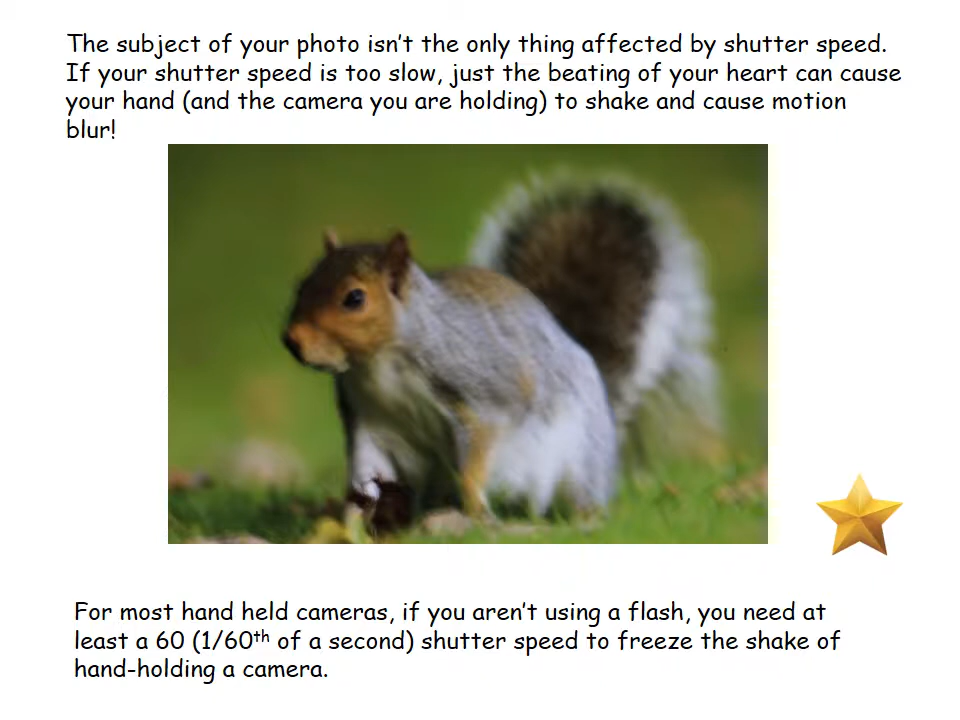 The subject of your photo isn’t the only thing affected by shutter speed.
If your shutter speed is too slow, just the beating of your heart can cause
your hand (and the camera you are holding) to shake and cause motion
blur!
For most hand held cameras, if you aren’t using a flash, you need at
least a 60 (1/60th of a second) shutter speed to freeze the shake of
hand-holding a camera.